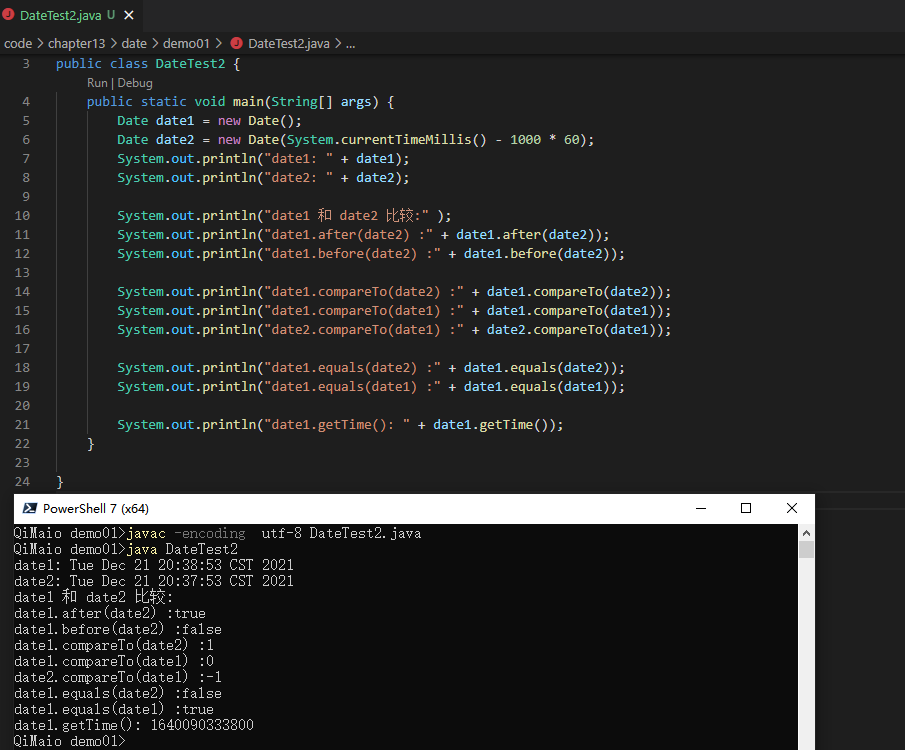 DateTest2.java U
code > chapter13 > date > demo01 > DateTest2.java > ...
3 public class DateTest2 {
Run | Debug
4 public static void main(String[] args) {
5 Date date1 = new Date();
6 Date date2 = new Date(System.currentTimeMillis() - 1000 * 60);
7 System.out.println("date1: " + date1);
8 System.out.println("date2: " + date2);
9
10 System.out.println("date1 和 date2 比较:" );
11 System.out.println("date1.after(date2) :" + date1.after(date2));
12 System.out.println("date1.before(date2) :" + date1.before(date2));
13
14 System.out.println("date1.compareTo(date2) :" + date1.compareTo(date2));
15 System.out.println("date1.compareTo(date1) :" + date1.compareTo(date1));
16 System.out.println("date2.compareTo(date1) :" + date2.compareTo(date1));
17
18 System.out.println("date1.equals(date2) :" + date1.equals(date2));
19 System.out.println("date1.equals(date1) :" + date1.equals(date1));
20
21 System.out.println("date1.getTime(): " + date1.getTime());
22 }
23
24 }
PowerShell 7 (x64)
QiMaio demo01>javac -encoding  utf-8 DateTest2.java
QiMaio demo01>java DateTest2
date1: Tue Dec 21 20:38:53 CST 2021
date2: Tue Dec 21 20:37:53 CST 2021
date1 和 date2 比较:
date1.after(date2) :true
date1.before(date2) :false
date1.compareTo(date2) :1
date1.compareTo(date1) :0
date2.compareTo(date1) :-1
date1.equals(date2) :false
date1.equals(date1) :true
date1.getTime(): 1640090333800
QiMaio demo01>